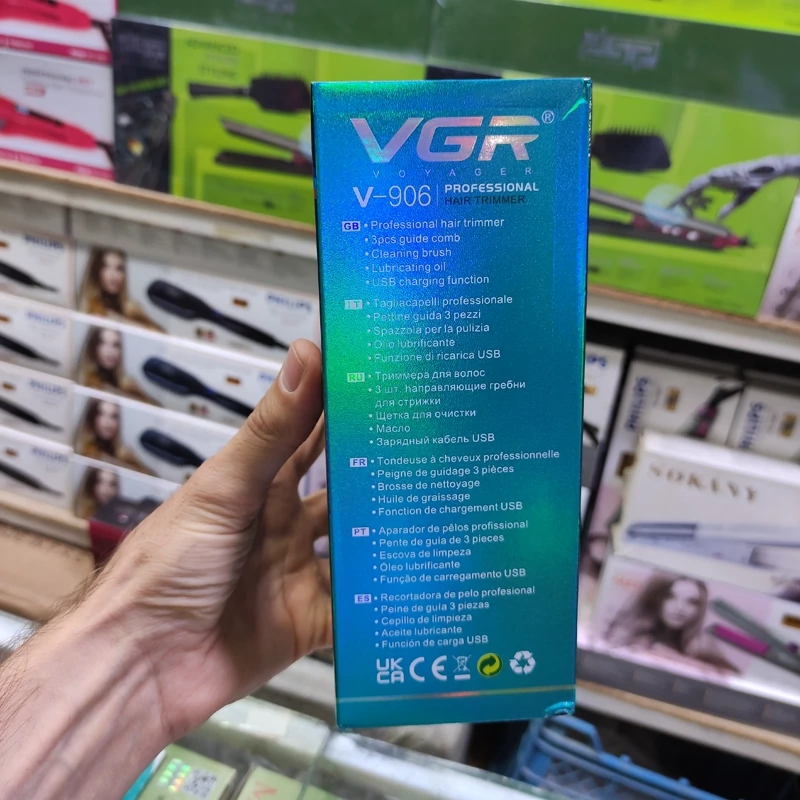 VGR®
VOYAGER
V-906 PROFESSIONAL
HAIR TRIMMER
GB • Professional hair trimmer
• 3pcs guide comb
• Cleaning brush
• Lubricating oil
• USB charging function
IT • Tagliacapelli professionale
• Pettine guida 3 pezzi
• Spazzola per la pulizia
• Olio lubrificante
• Funzione di ricarica USB
RU • Триммера для волос
• 3 шт. направляющие гребни
для стрижки
• Щетка для очистки
• Масло
• Зарядный кабель USB
FR • Tondeuse à cheveux professionnelle
• Peigne de guidage 3 pièces
• Brosse de nettoyage
• Huile de graissage
• Fonction de chargement USB
PT • Aparador de pêlos profissional
• Pente de guia de 3 pieces
• Escova de limpeza
• Óleo lubrificante
• Função de carregamento USB
ES • Recortadora de pelo profesional
• Peine de guía 3 piezas
• Cepillo de limpieza
• Aceite lubricante
• Función de carga USB
UK
CA CE
PHILIPS
PHILIPS
PHILIPS
SOKANY
dsp